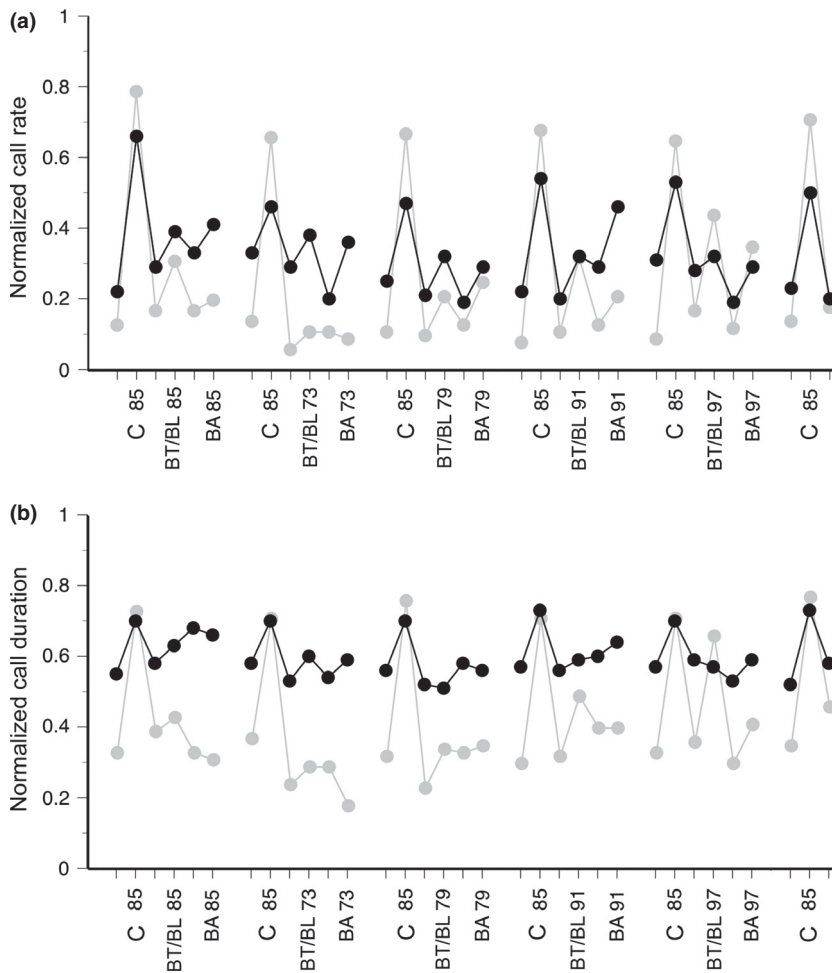 (a)
Normalized call rate
1
0.8
0.6
0.4
0.2
0
C 85
BT/BL 85
BA 85
C 85
BT/BL 73
BA 73
C 85
BT/BL 79
BA 79
C 85
BT/BL 91
BA 91
C 85
BT/BL 97
BA 97
C 85
(b)
Normalized call duration
1
0.8
0.6
0.4
0.2
0
C 85
BT/BL 85
BA 85
C 85
BT/BL 73
BA 73
C 85
BT/BL 79
BA 79
C 85
BT/BL 91
BA 91
C 85
BT/BL 97
BA 97
C 85